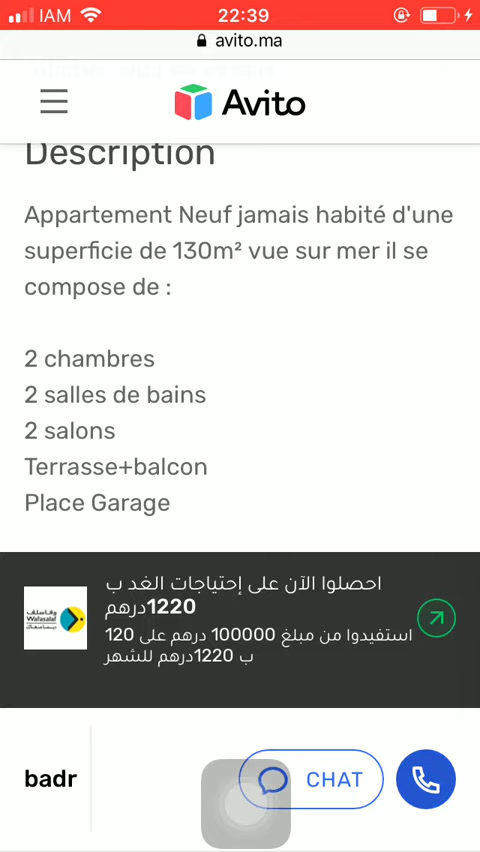 IAM 22:39
avito.ma
Avito
Description
Appartement Neuf jamais habité d'une
superficie de 130m² vue sur mer il se
compose de :
2 chambres
2 salles de bains
2 salons
Terrasse+balcon
Place Garage
احصلوا الآن على إحتياجات الغد ب
1220درهم
استفيدوا من مبلغ 100000 درهم على 120
ب 1220درهم للشهر
وفاسلف
Wafasalaf
badr
CHAT